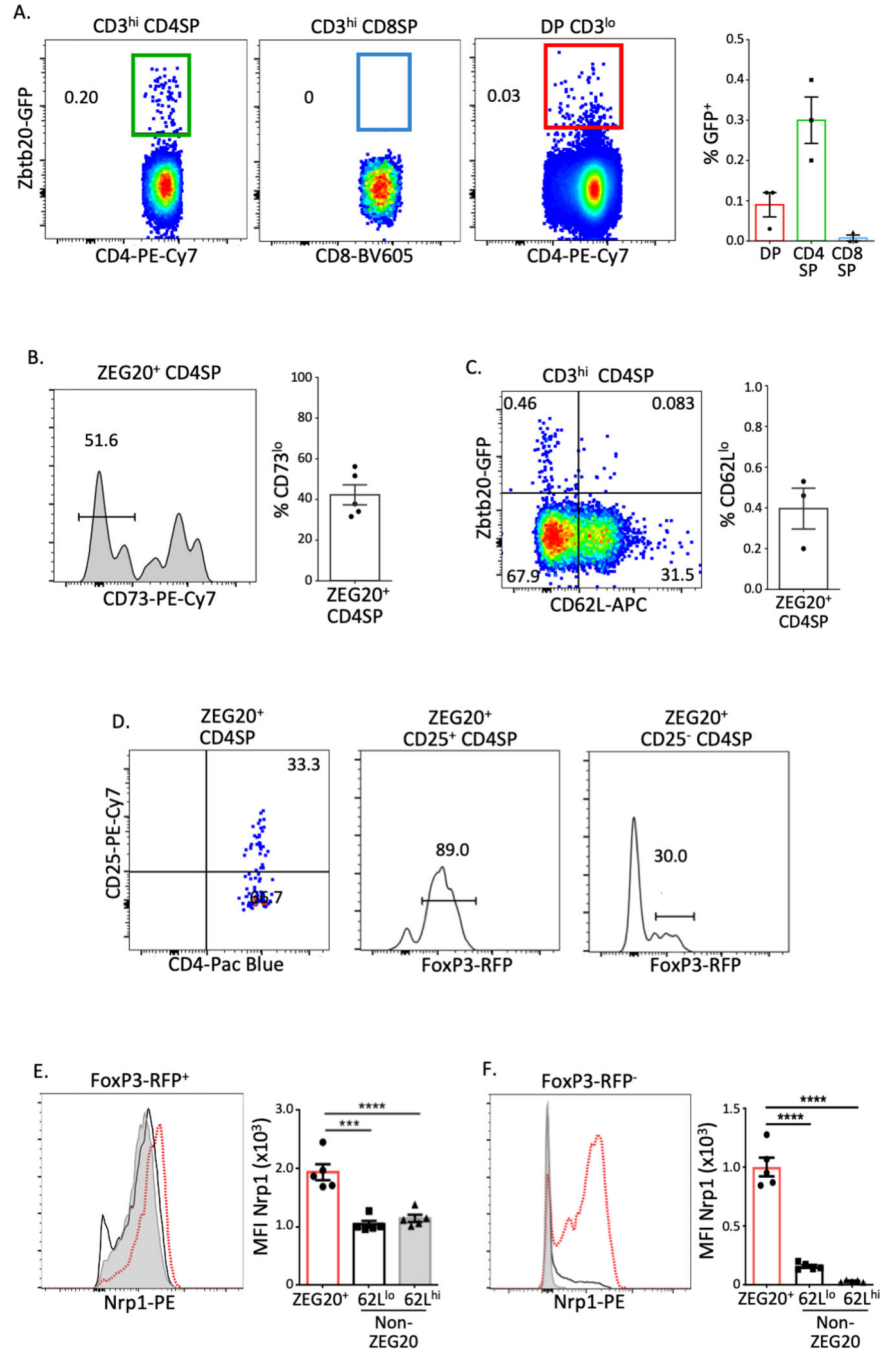 A.
CD3hi CD4SP
CD3hi CD8SP
DP CD3lo
0.20
0
0.03
Zbtb20-GFP
CD4-PE-Cy7
CD8-BV605
CD4-PE-Cy7
% GFP+
0.5
0.4
0.3
0.2
0.1
0.0
DP
CD4
SP
CD8
SP
B.
ZEG20+ CD4SP
51.6
CD73-PE-Cy7
% CD73lo
100
80
60
40
20
0
ZEG20+
CD4SP
C.
CD3hi CD4SP
0.46
0.083
67.9
31.5
Zbtb20-GFP
CD62L-APC
% CD62Llo
1.0
0.8
0.6
0.4
0.2
0.0
ZEG20+
CD4SP
D.
ZEG20+
CD4SP
33.3
CD25-PE-Cy7
CD4-Pac Blue
ZEG20+
CD25+ CD4SP
89.0
FoxP3-RFP
ZEG20+
CD25- CD4SP
30.0
FoxP3-RFP
E.
FoxP3-RFP+
Nrp1-PE
MFI Nrp1 (x10³)
3.0
2.0
1.0
0
****
***
ZEG20+ 62Llo 62Lhi
Non-
ZEG20
F.
FoxP3-RFP-
Nrp1-PE
MFI Nrp1 (x10³)
1.5
1.0
0.5
0
****
****
ZEG20+ 62Llo 62Lhi
Non-
ZEG20